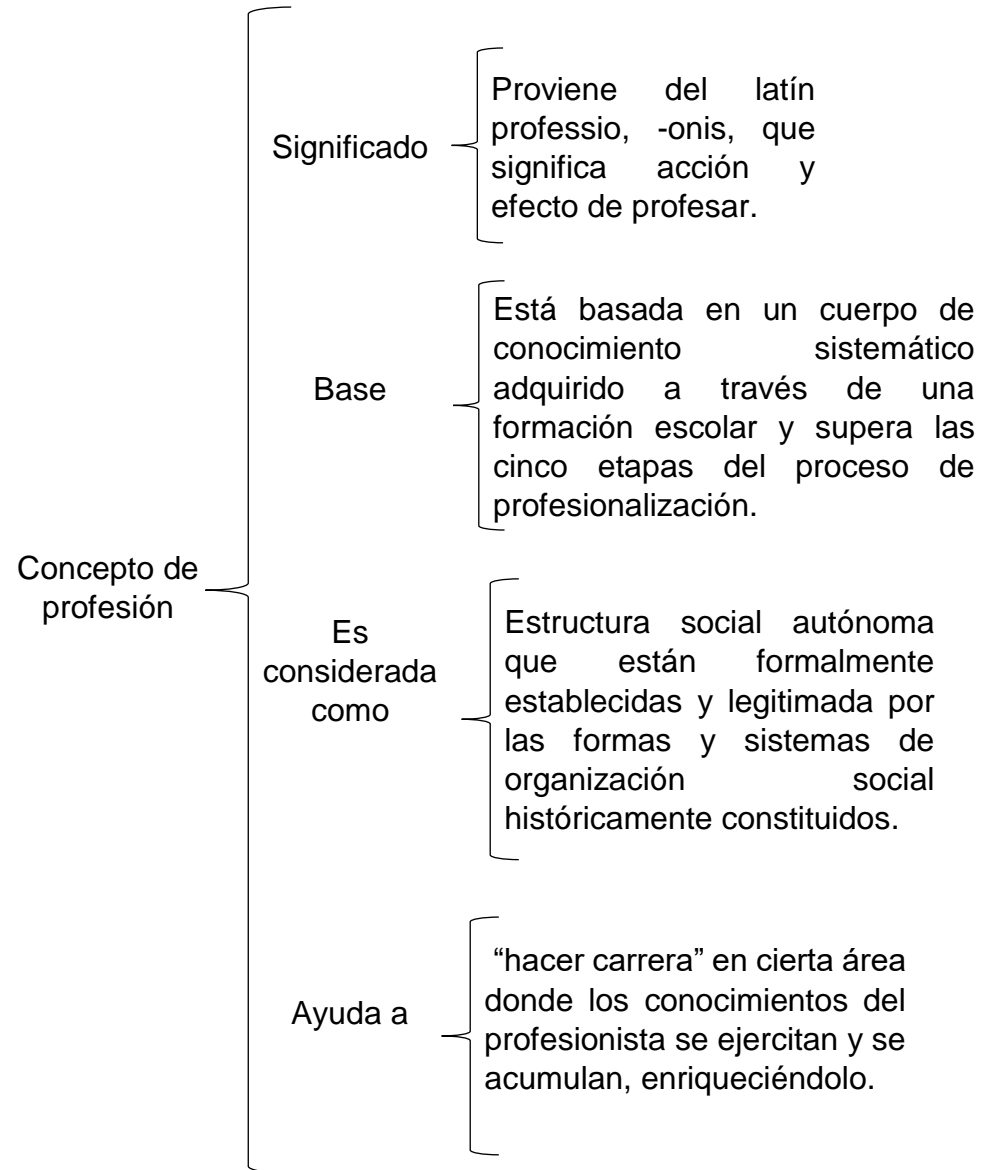 Concepto de
profesión
Significado
Proviene del latín
professio, -onis, que
significa acción y
efecto de profesar.
Base
Está basada en un cuerpo de
conocimiento sistemático
adquirido a través de una
formación escolar y supera las
cinco etapas del proceso de
profesionalización.
Es
considerada
como
Estructura social autónoma
que están formalmente
establecidas y legitimada por
las formas y sistemas de
organización social
históricamente constituidos.
Ayuda a
“hacer carrera” en cierta área
donde los conocimientos del
profesionista se ejercitan y se
acumulan, enriqueciéndolo.